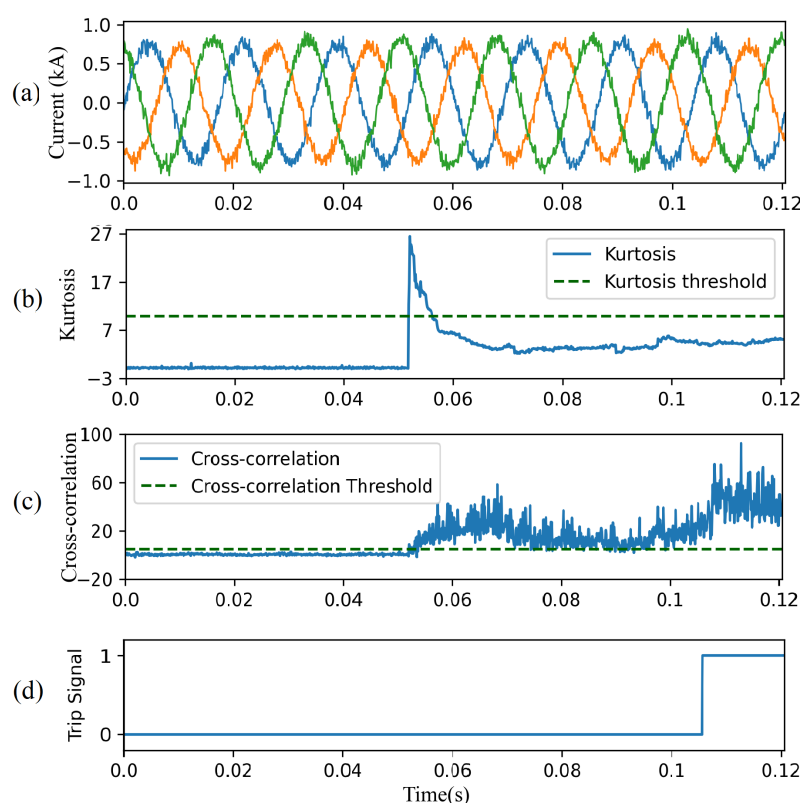 (a)
Current (kA)
1.0
0.5
0.0
−0.5
−1.0
0.0 0.02 0.04 0.06 0.08 0.1 0.12
(b)
Kurtosis
27
17
7
−3
Kurtosis
Kurtosis threshold
0.0 0.02 0.04 0.06 0.08 0.1 0.12
(c)
Cross-correlation
100
60
20
−20
Cross-correlation
Cross-correlation Threshold
0.0 0.02 0.04 0.06 0.08 0.1 0.12
(d)
Trip Signal
1
0
0.0 0.02 0.04 0.06 0.08 0.1 0.12
Time(s)